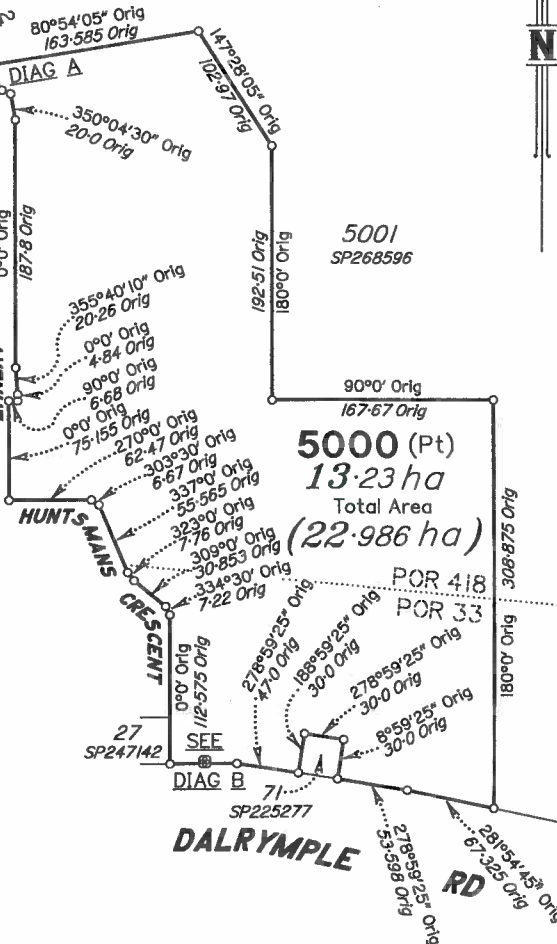 80°54'05" Orig
163·585 Orig
DIAG A
147°28'05" Orig
102·97 Orig
N
350°04'30" Orig
20·0 Orig
0°0' Orig
187·8 Orig
192·51 Orig
180°0' Orig
5001
SP268596
355°40'10" Orig
20·26 Orig
0°0' Orig
4·84 Orig
90°0' Orig
6·68 Orig
0°0' Orig
75·155 Orig
270°0' Orig
62·47 Orig
303°30' Orig
6·67 Orig
337°0' Orig
55·565 Orig
323°0' Orig
7·76 Orig
309°0' Orig
30·853 Orig
334°30' Orig
7·22 Orig
90°0' Orig
167·67 Orig
5000 (Pt)
13·23 ha
Total Area
(22·986 ha)
308·875 Orig
180°0' Orig
HUNTSMANS
CRESCENT
POR 418
POR 33
0°0' Orig
112·575 Orig
278°59'25" Orig
47·0 Orig
188°59'25" Orig
30·0 Orig
278°59'25" Orig
30·0 Orig
8°59'25" Orig
30·0 Orig
27
SP247142
SEE
DIAG B
A
71
SP225277
DALRYMPLE
RD
278°59'25" Orig
53·598 Orig
281°54'45" Orig
67·325 Orig